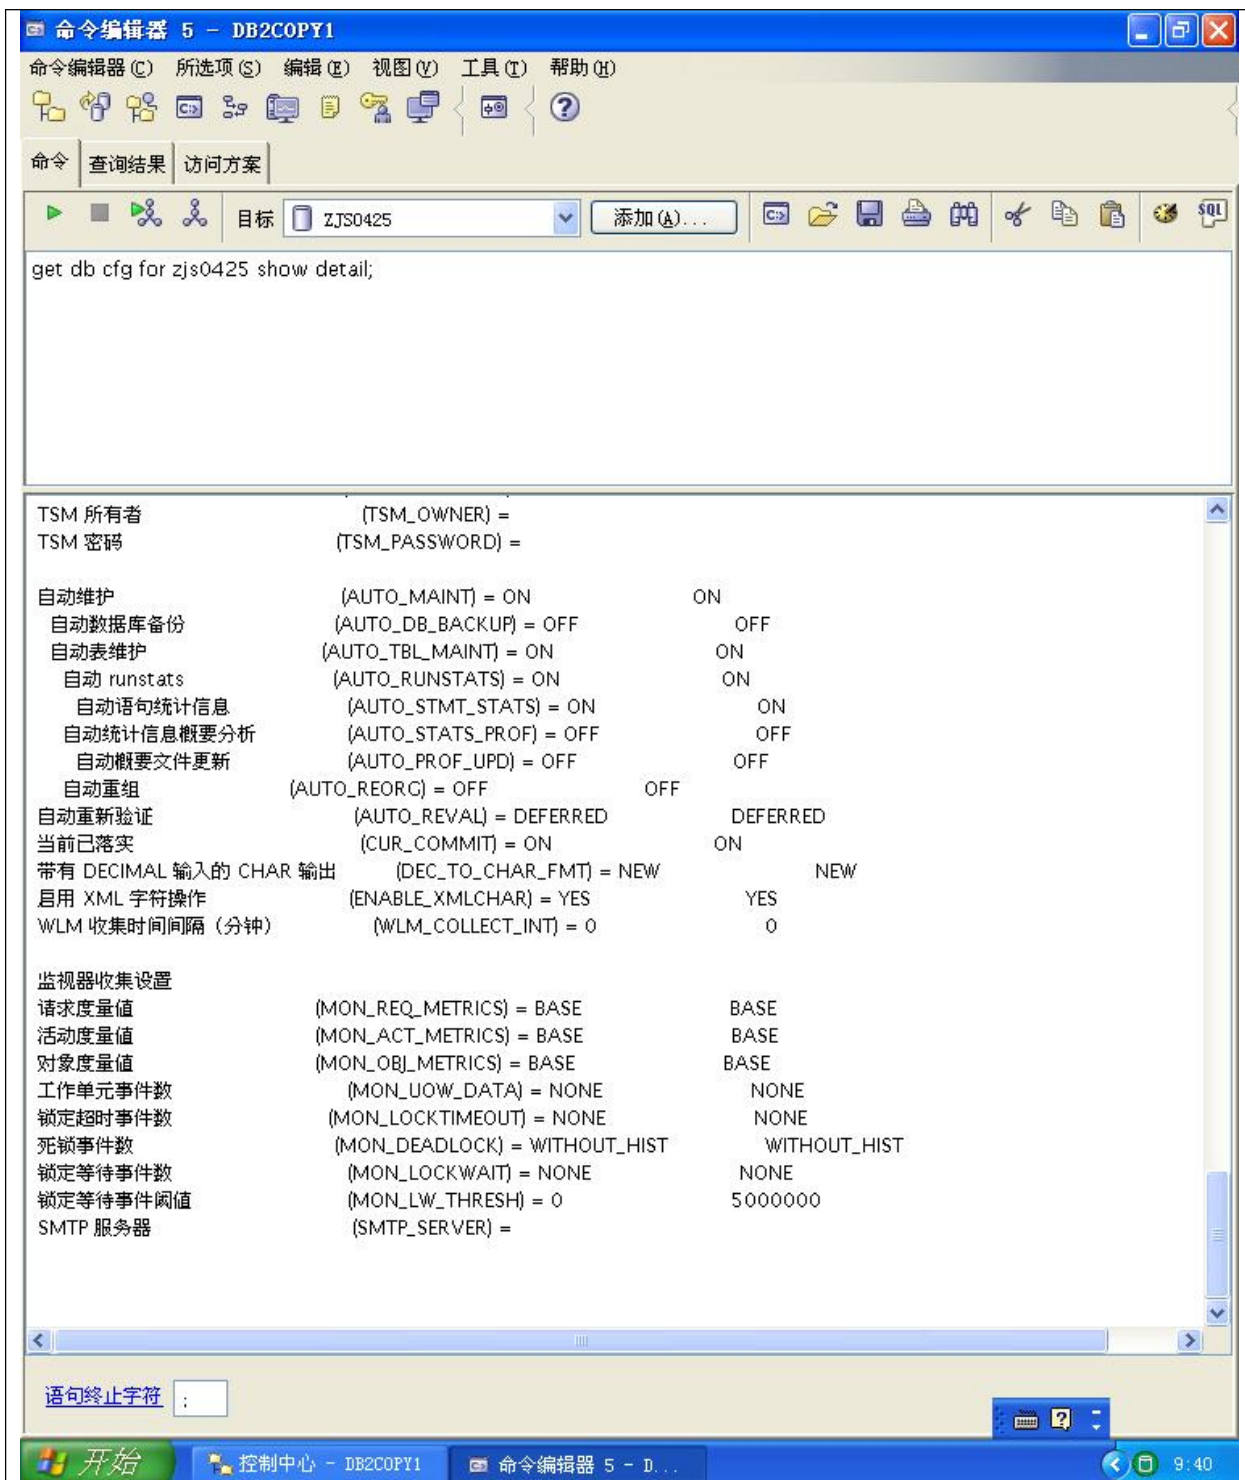 命令编辑器 5 - DB2COPY1
命令编辑器(C) 所选项(S) 编辑(E) 视图(V) 工具(T) 帮助(H)
命令 查询结果 访问方案
目标 ZJS0425 添加(A)... SQL
get db cfg for zjs0425 show detail;
TSM 所有者 (TSM_OWNER) =
TSM 密码 (TSM_PASSWORD) =
自动维护 (AUTO_MAINT) = ON ON
自动数据库备份 (AUTO_DB_BACKUP) = OFF OFF
自动表维护 (AUTO_TBL_MAINT) = ON ON
自动 runstats (AUTO_RUNSTATS) = ON ON
自动语句统计信息 (AUTO_STMT_STATS) = ON ON
自动统计信息概要分析 (AUTO_STATS_PROF) = OFF OFF
自动概要文件更新 (AUTO_PROF_UPD) = OFF OFF
自动重组 (AUTO_REORG) = OFF OFF
自动重新验证 (AUTO_REVAL) = DEFERRED DEFERRED
当前已落实 (CUR_COMMIT) = ON ON
带有 DECIMAL 输入的 CHAR 输出 (DEC_TO_CHAR_FMT) = NEW NEW
启用 XML 字符操作 (ENABLE_XMLCHAR) = YES YES
WLM 收集时间间隔（分钟） (WLM_COLLECT_INT) = 0 0
监视器收集设置
请求度量值 (MON_REQ_METRICS) = BASE BASE
活动度量值 (MON_ACT_METRICS) = BASE BASE
对象度量值 (MON_OBJ_METRICS) = BASE BASE
工作单元事件数 (MON_UOW_DATA) = NONE NONE
锁定超时事件数 (MON_LOCKTIMEOUT) = NONE NONE
死锁事件数 (MON_DEADLOCK) = WITHOUT_HIST WITHOUT_HIST
锁定等待事件数 (MON_LOCKWAIT) = NONE NONE
锁定等待事件阈值 (MON_LW_THRESH) = 0 5000000
SMTP 服务器 (SMTP_SERVER) =
语句终止字符 ;
开始 控制中心 - DB2COPY1 命令编辑器 5 - D... 9:40